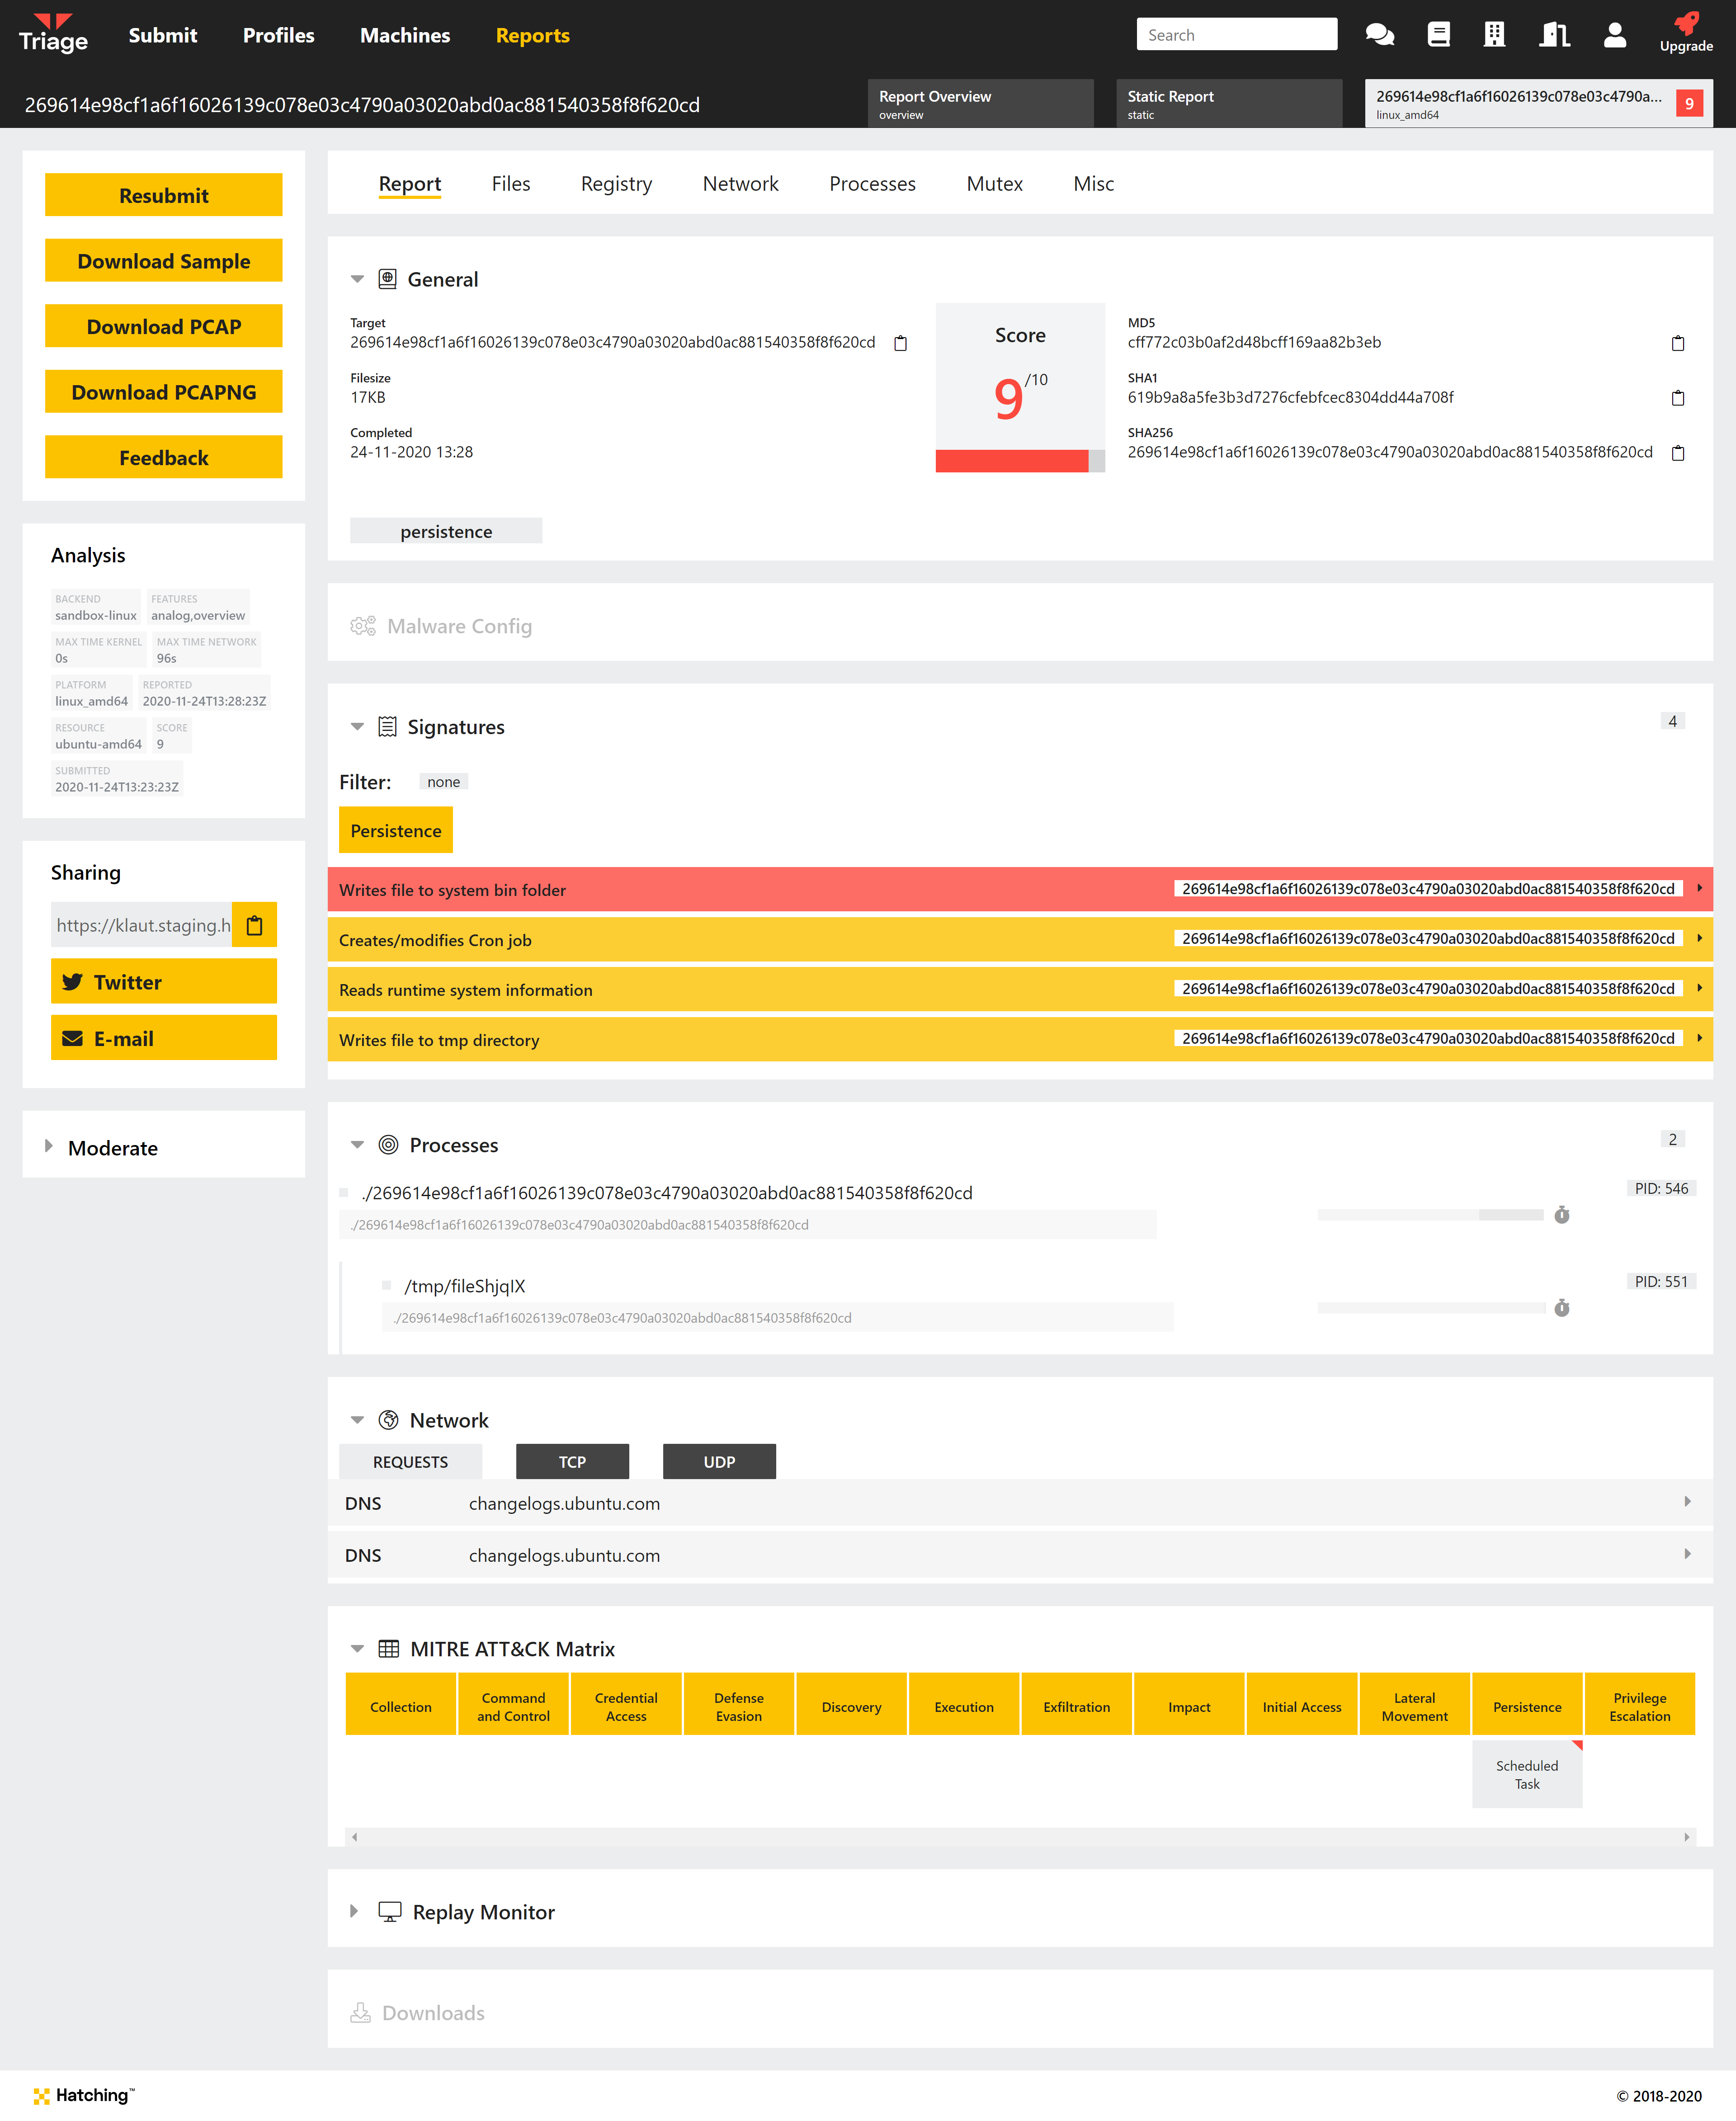 Triage
Submit
Profiles
Machines
Reports
Search
Upgrade
269614e98cf1a6f16026139c078e03c4790a03020abd0ac881540358f8f620cd
Report Overview
overview
Static Report
static
269614e98cf1a6f16026139c078e03c4790a...
linux_amd64
9
Resubmit
Download Sample
Download PCAP
Download PCAPNG
Feedback
Analysis
BACKEND
sandbox-linux
FEATURES
analog,overview
MAX TIME KERNEL
0s
MAX TIME NETWORK
96s
PLATFORM
linux_amd64
REPORTED
2020-11-24T13:28:23Z
RESOURCE
ubuntu-amd64
SCORE
9
SUBMITTED
2020-11-24T13:23:23Z
Sharing
https://klaut.staging.h
Twitter
E-mail
Moderate
Report
Files
Registry
Network
Processes
Mutex
Misc
General
Target
269614e98cf1a6f16026139c078e03c4790a03020abd0ac881540358f8f620cd
Filesize
17KB
Completed
24-11-2020 13:28
Score
9/10
MD5
cff772c03b0af2d48bcff169aa82b3eb
SHA1
619b9a8a5fe3b3d7276cfebfcec8304dd44a708f
SHA256
269614e98cf1a6f16026139c078e03c4790a03020abd0ac881540358f8f620cd
persistence
Malware Config
Signatures
4
Filter:
none
Persistence
Writes file to system bin folder
269614e98cf1a6f16026139c078e03c4790a03020abd0ac881540358f8f620cd
Creates/modifies Cron job
269614e98cf1a6f16026139c078e03c4790a03020abd0ac881540358f8f620cd
Reads runtime system information
269614e98cf1a6f16026139c078e03c4790a03020abd0ac881540358f8f620cd
Writes file to tmp directory
269614e98cf1a6f16026139c078e03c4790a03020abd0ac881540358f8f620cd
Processes
2
./269614e98cf1a6f16026139c078e03c4790a03020abd0ac881540358f8f620cd
PID: 546
./269614e98cf1a6f16026139c078e03c4790a03020abd0ac881540358f8f620cd
/tmp/fileShjqIX
PID: 551
./269614e98cf1a6f16026139c078e03c4790a03020abd0ac881540358f8f620cd
Network
REQUESTS
TCP
UDP
DNS
changelogs.ubuntu.com
DNS
changelogs.ubuntu.com
MITRE ATT&CK Matrix
Collection
Command
and Control
Credential
Access
Defense
Evasion
Discovery
Execution
Exfiltration
Impact
Initial Access
Lateral
Movement
Persistence
Privilege
Escalation
Scheduled
Task
Replay Monitor
Downloads
Hatching™
© 2018-2020